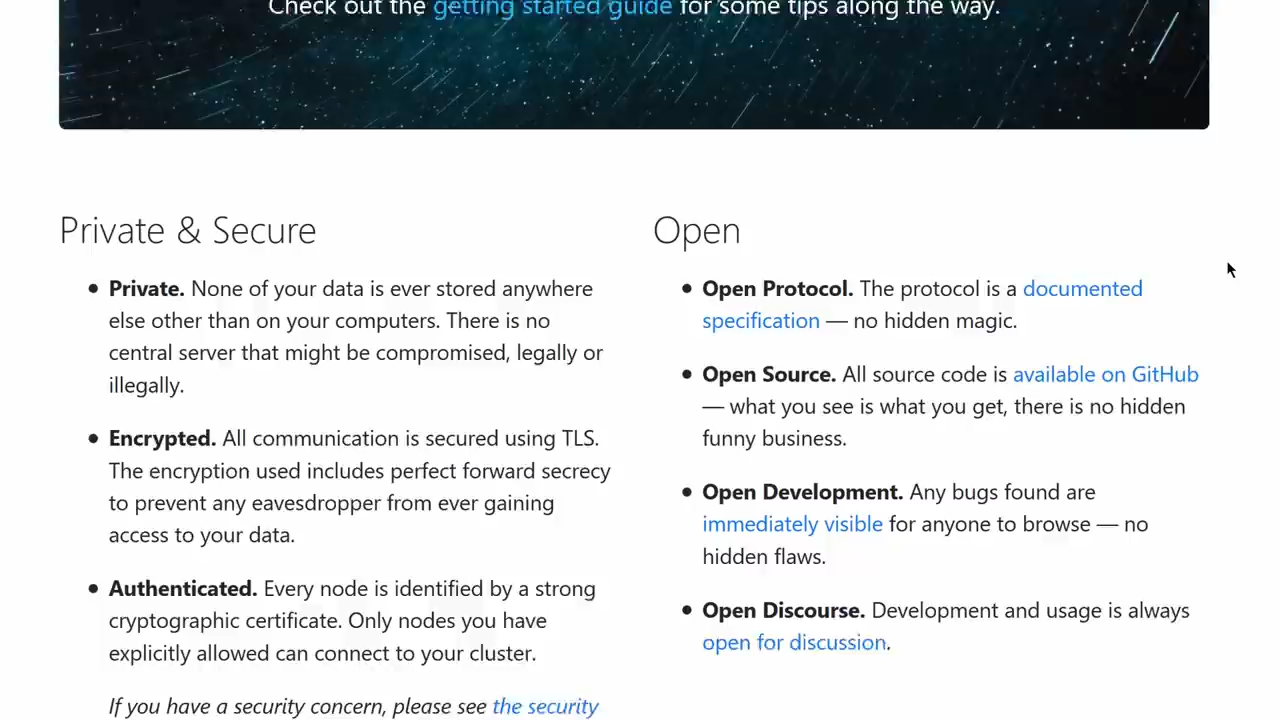 Check out the getting started guide for some tips along the way.
Private & Secure
• Private. None of your data is ever stored anywhere
else other than on your computers. There is no
central server that might be compromised, legally or
illegally.
• Encrypted. All communication is secured using TLS.
The encryption used includes perfect forward secrecy
to prevent any eavesdropper from ever gaining
access to your data.
• Authenticated. Every node is identified by a strong
cryptographic certificate. Only nodes you have
explicitly allowed can connect to your cluster.
If you have a security concern, please see the security
Open
• Open Protocol. The protocol is a documented
specification — no hidden magic.
• Open Source. All source code is available on GitHub
— what you see is what you get, there is no hidden
funny business.
• Open Development. Any bugs found are
immediately visible for anyone to browse — no
hidden flaws.
• Open Discourse. Development and usage is always
open for discussion.